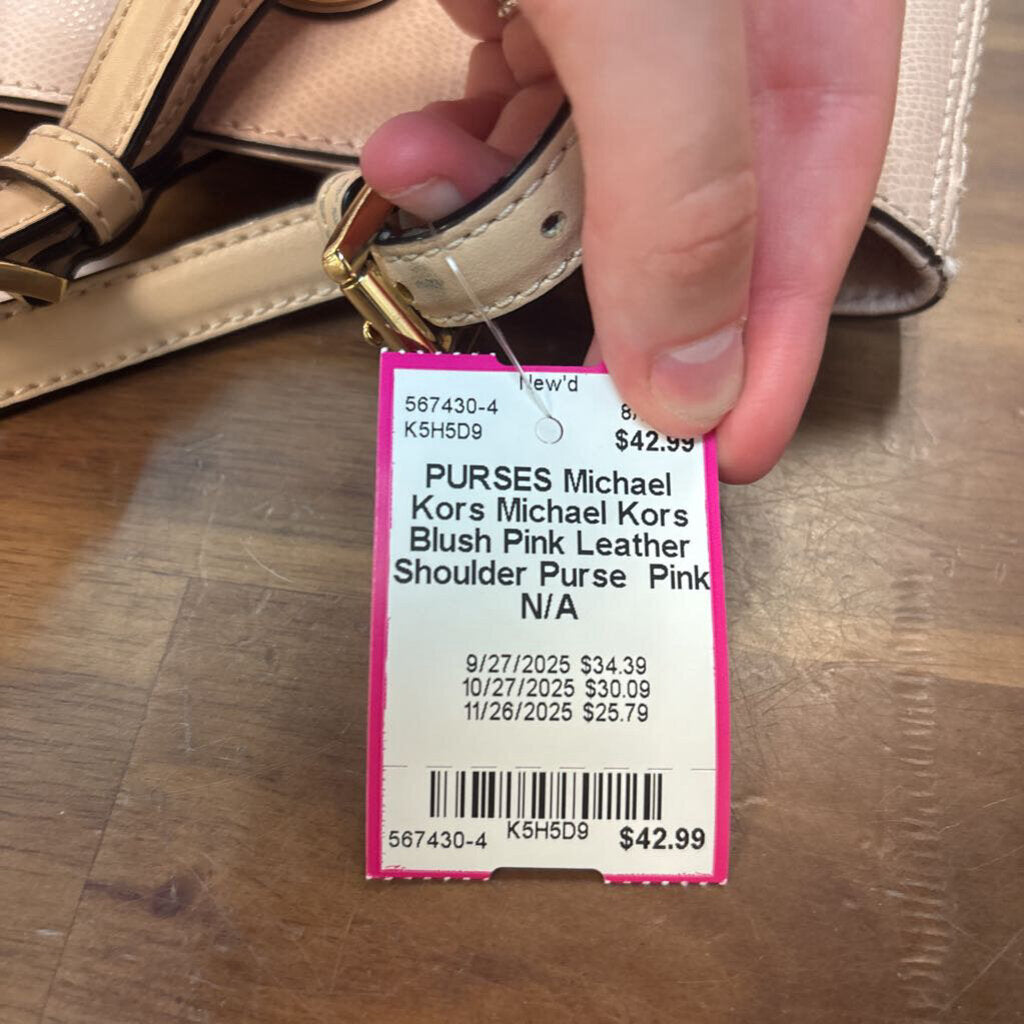 New'd
567430-4 8/
K5H5D9 $42.99
PURSES Michael
Kors Michael Kors
Blush Pink Leather
Shoulder Purse Pink
N/A
9/27/2025 $34.39
10/27/2025 $30.09
11/26/2025 $25.79
567430-4 K5H5D9 $42.99